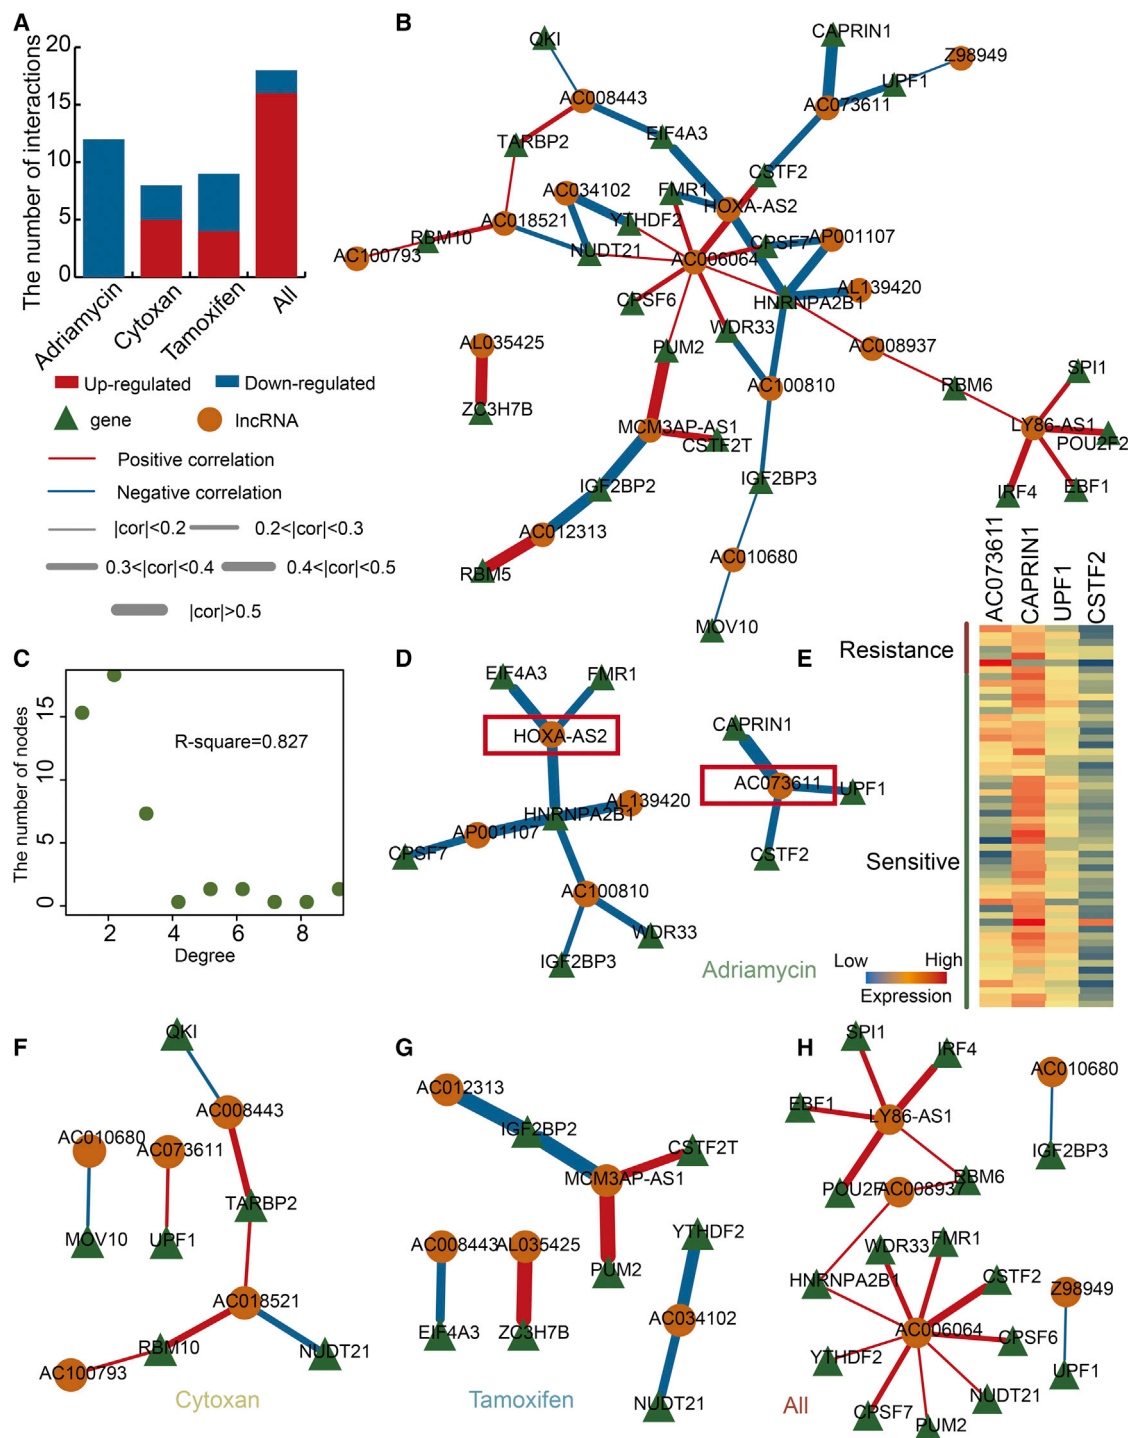 A
The number of interactions
20
15
10
5
0
Adriamycin
Cytoxan
Tamoxifen
All
Up-regulated
Down-regulated
gene
lncRNA
Positive correlation
Negative correlation
|cor|<0.2
0.2<|cor|<0.3
0.3<|cor|<0.4
0.4<|cor|<0.5
|cor|>0.5
B
QKI
CAPRIN1
Z98949
UPF1
AC008443
AC073611
EIF4A3
TARBP2
CSTF2
AC034102
FMR1
HOXA-AS2
AC018521
YTHDF2
RBM10
AC100793
NUDT21
CPSF7
AP001107
AC006064
CPSF6
HNRNPA2B1
AL139420
WDR33
AL035425
PUM2
AC008937
ZC3H7B
AC100810
RBM6
SPI1
MCM3AP-AS1
CSTF2T
LY86-AS1
POU2F2
IGF2BP2
IGF2BP3
IRF4
EBF1
AC012313
AC010680
RBM5
MOV10
C
The number of nodes
15
10
5
0
R-square=0.827
2
4
6
8
Degree
D
EIF4A3
FMR1
HOXA-AS2
CAPRIN1
AC073611
UPF1
AL139420
HNRNPA2B1
AP001107
CPSF7
CSTF2
AC100810
WDR33
IGF2BP3
Adriamycin
E
AC073611
CAPRIN1
UPF1
CSTF2
Resistance
Sensitive
Low
High
Expression
F
QKI
AC008443
AC010680
AC073611
TARBP2
MOV10
UPF1
AC018521
RBM10
NUDT21
AC100793
Cytoxan
G
AC012313
IGF2BP2
CSTF2T
MCM3AP-AS1
YTHDF2
AC008443
AL035425
PUM2
AC034102
EIF4A3
ZC3H7B
NUDT21
Tamoxifen
H
SPI1
IRF4
AC010680
EBF1
LY86-AS1
IGF2BP3
RBM6
POU2F
AC008937
WDR33
FMR1
HNRNPA2B1
CSTF2
Z98949
AC006064
CPSF6
YTHDF2
UPF1
NUDT21
CPSF7
PUM2
All